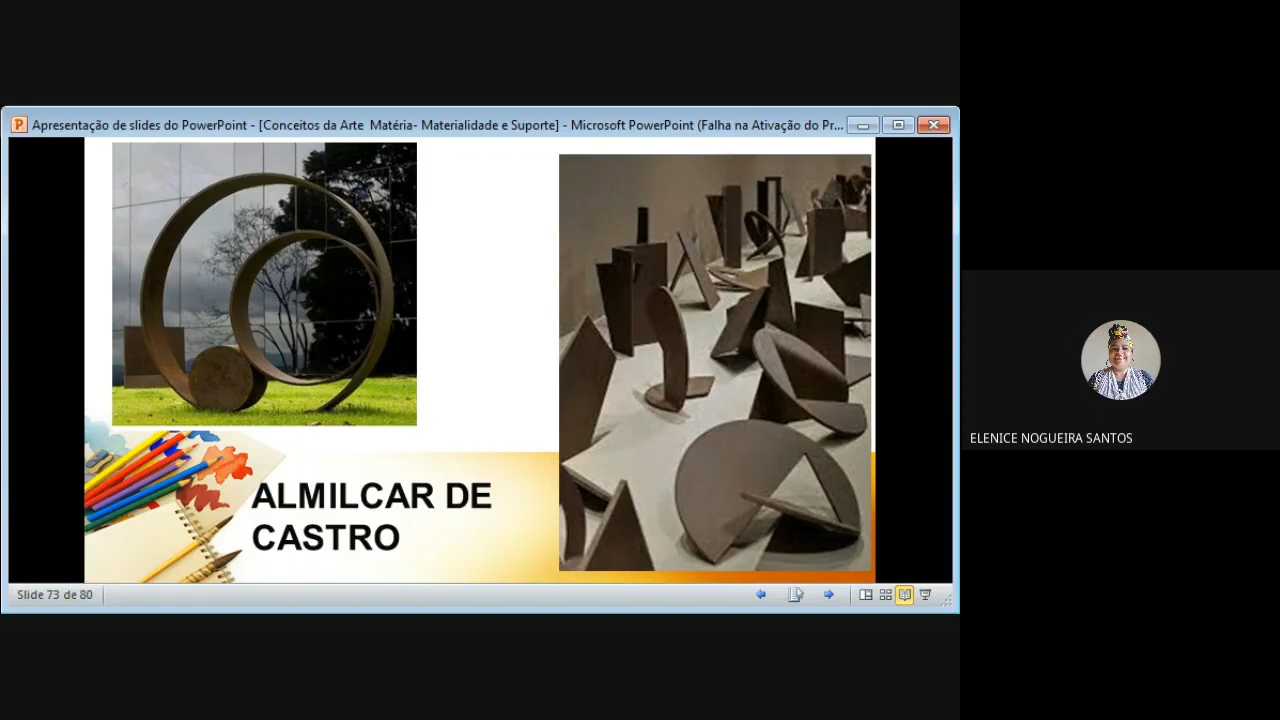 Apresentação de slides do PowerPoint - [Conceitos da Arte Matéria- Materialidade e Suporte] - Microsoft PowerPoint (Falha na Ativação do Pr...
ALMILCAR DE
CASTRO
ELENICE NOGUEIRA SANTOS
Slide 73 de 80